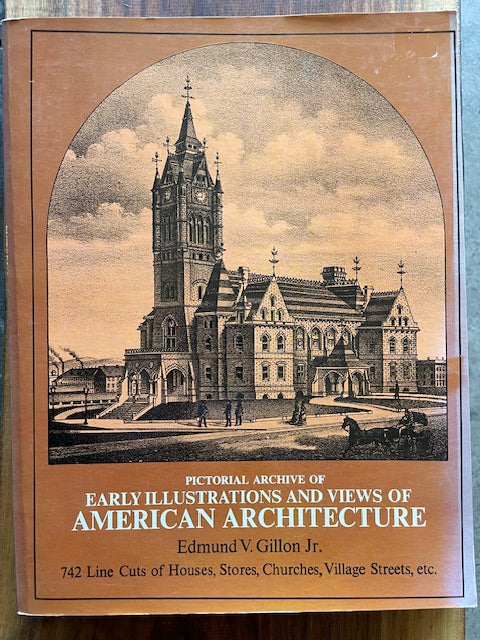 PICTORIAL ARCHIVE OF
EARLY ILLUSTRATIONS AND VIEWS OF
AMERICAN ARCHITECTURE
Edmund V. Gillon Jr.
742 Line Cuts of Houses, Stores, Churches, Village Streets, etc.